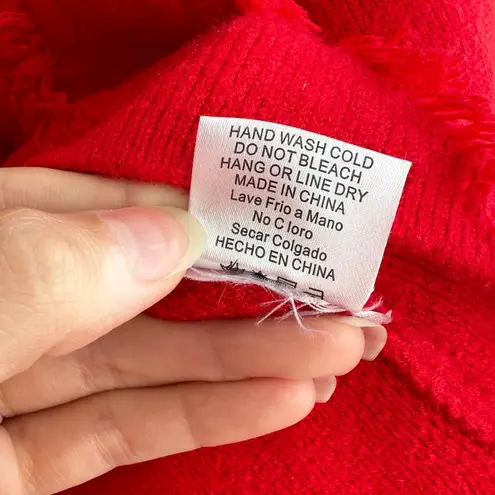 HAND WASH COLD
DO NOT BLEACH
HANG OR LINE DRY
MADE IN CHINA
Lave Frio a Mano
No C loro
Secar Colgado
HECHO EN CHINA